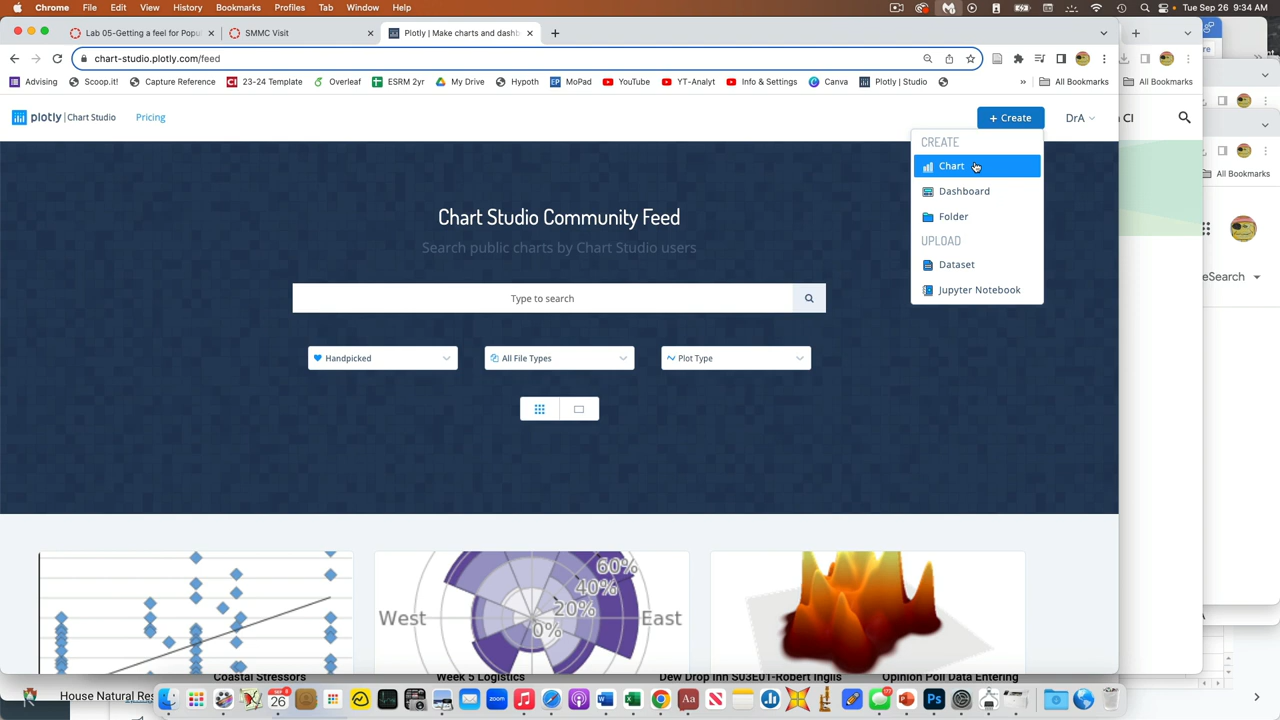 Chrome File Edit View History Bookmarks Profiles Tab Window Help Tue Sep 26 9:34 AM
Lab 05-Getting a feel for Popu SMMC Visit Plotly | Make charts and dashb
chart-studio.plotly.com/feed
Advising Scoop.it! Capture Reference 23-24 Template Overleaf ESRM 2yr My Drive Hypoth MoPad YouTube YT-Analyt Info & Settings Canva Plotly | Studio » All Bookmarks All Bookmarks
plotly | Chart Studio Pricing + Create DrA CI
CREATE
Chart
All Bookmarks
Dashboard
Folder
UPLOAD
Dataset
eSearch
Jupyter Notebook
Chart Studio Community Feed
Search public charts by Chart Studio users
Type to search
Handpicked All File Types Plot Type
60%
40%
20%
0%
West East
Coastal Stressors Week 5 Logistics Dew Drop Inn S03E01-Robert Inglis Opinion Poll Data Entering
House Natural Res
SEP
26